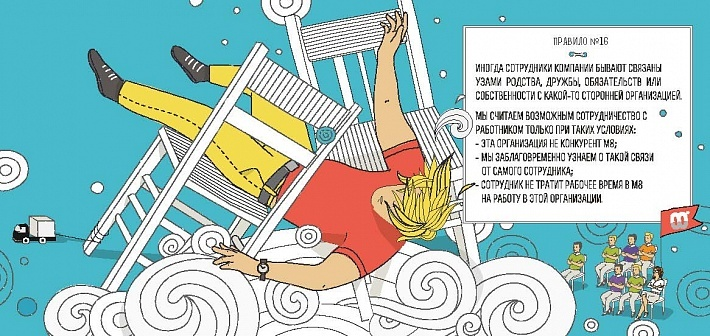 ПРАВИЛО №16
ИНОГДА СОТРУДНИКИ КОМПАНИИ БЫВАЮТ СВЯЗАНЫ
УЗАМИ РОДСТВА, ДРУЖБЫ, ОБЯЗАТЕЛЬСТВ ИЛИ
СОБСТВЕННОСТИ С КАКОЙ-ТО СТОРОННЕЙ ОРГАНИЗАЦИЕЙ.
МЫ СЧИТАЕМ ВОЗМОЖНЫМ СОТРУДНИЧЕСТВО С
РАБОТНИКОМ ТОЛЬКО ПРИ ТАКИХ УСЛОВИЯХ:
- ЭТА ОРГАНИЗАЦИЯ НЕ КОНКУРЕНТ М8;
- МЫ ЗАБЛАГОВРЕМЕННО УЗНАЕМ О ТАКОЙ СВЯЗИ
ОТ САМОГО СОТРУДНИКА;
- СОТРУДНИК НЕ ТРАТИТ РАБОЧЕЕ ВРЕМЯ В М8
НА РАБОТУ В ЭТОЙ ОРГАНИЗАЦИИ.